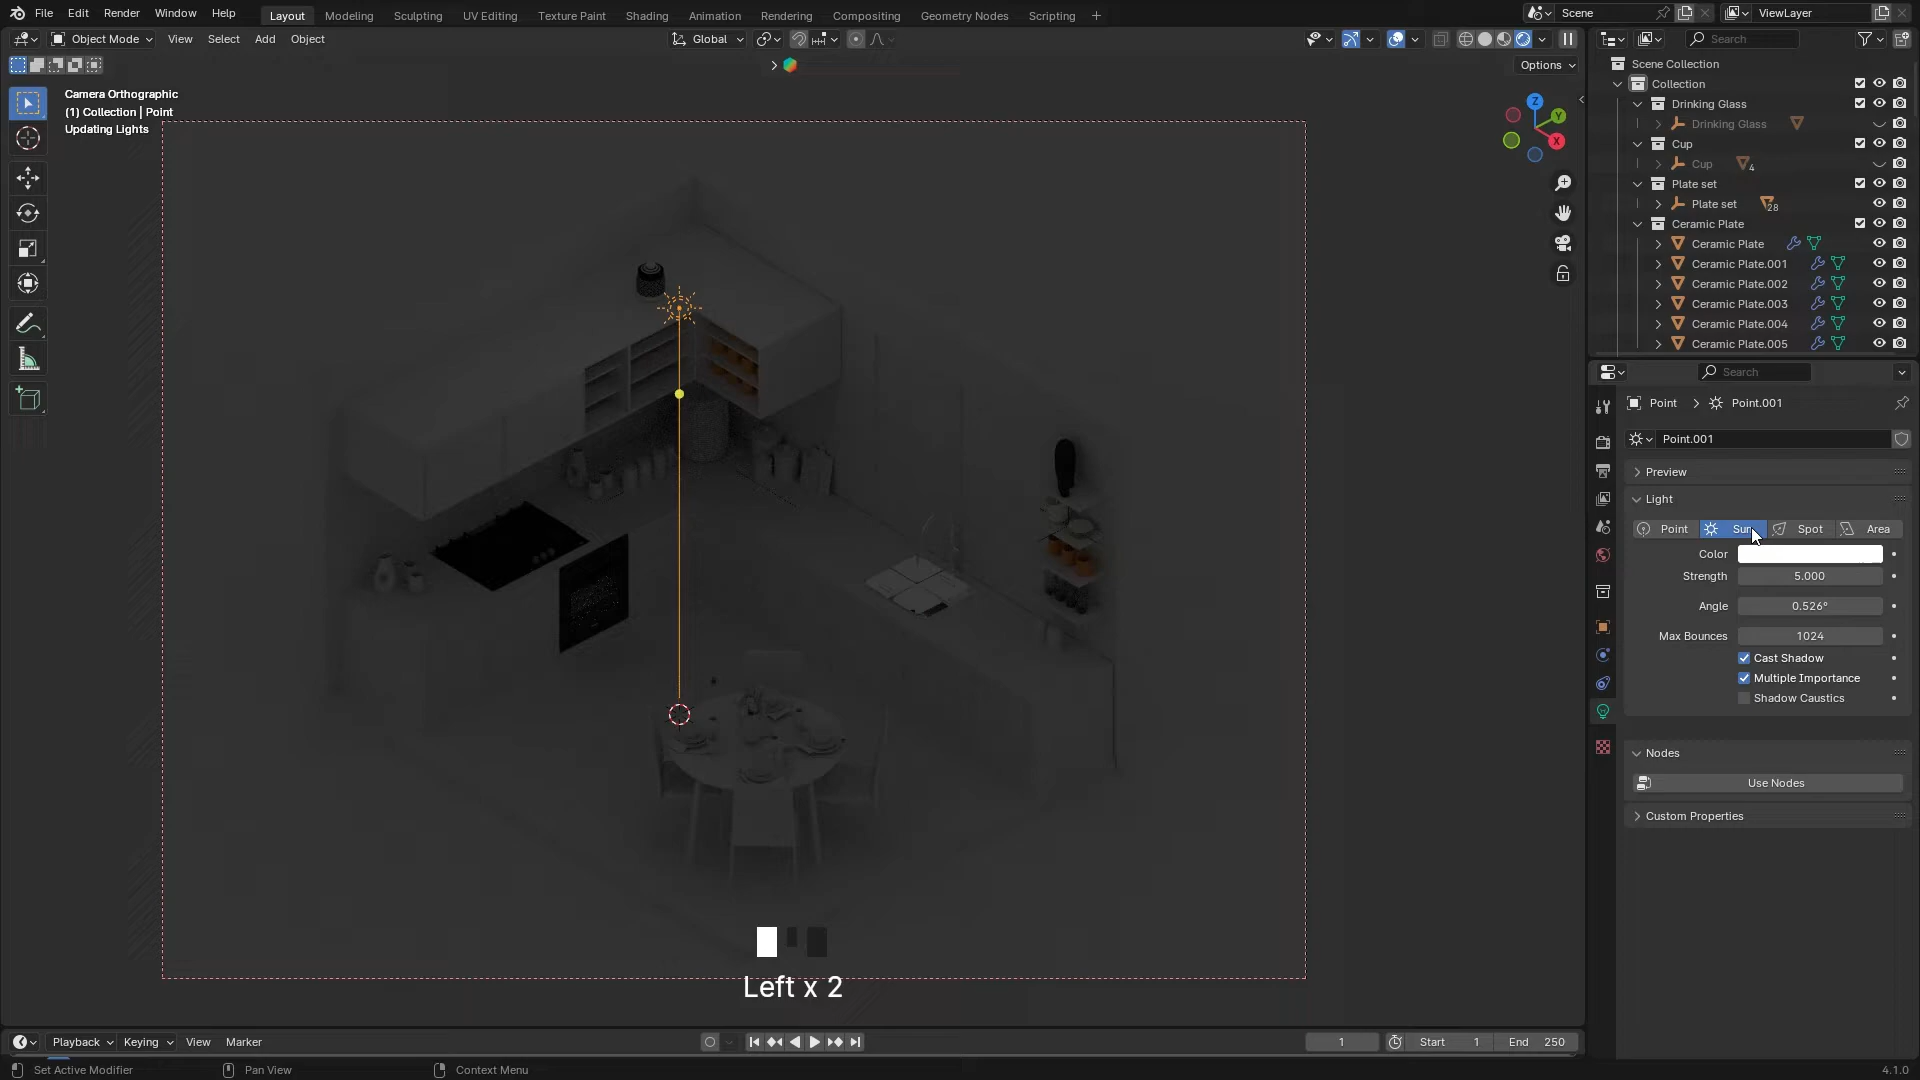 File Edit Render Window Help Layout Modeling Sculpting UV Editing Texture Paint Shading Animation Rendering Compositing Geometry Nodes Scripting + Scene ViewLayer
Object Mode View Select Add Object Global Search
Options
Scene Collection
Collection
Drinking Glass
Drinking Glass
Cup
Cup 4
Plate set
Plate set 28
Ceramic Plate
Ceramic Plate
Ceramic Plate.001
Ceramic Plate.002
Ceramic Plate.003
Ceramic Plate.004
Ceramic Plate.005
Camera Orthographic
(1) Collection | Point
Updating Lights
Z
Y
X
Search
Point > Point.001
Point.001
Preview
Light
Point Sun Spot Area
Color
Strength 5.000
Angle 0.526°
Max Bounces 1024
Cast Shadow
Multiple Importance
Shadow Caustics
Nodes
Use Nodes
Custom Properties
Left x 2
Playback Keying View Marker 1 Start 1 End 250
Set Active Modifier Pan View Context Menu 4.1.0